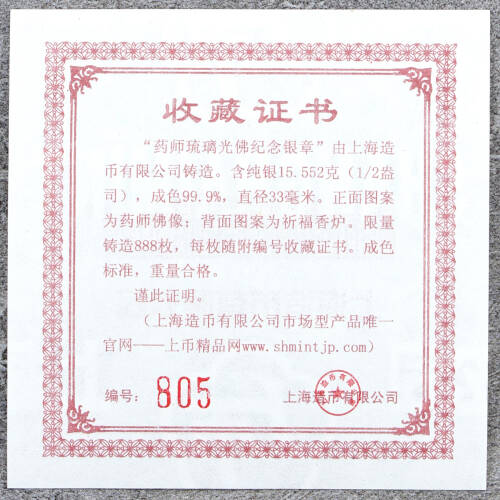 收藏证书
“药师琉璃光佛纪念银章”由上海造
币有限公司铸造。含纯银15.552克（1/2盎
司），成色99.9%，直径33毫米。正面图案
为药师佛像；背面图案为祈福香炉。限量
铸造888枚，每枚随附编号收藏证书。成色
标准，重量合格。
谨此证明。
（上海造币有限公司市场型产品唯一
官网——上币精品网www.shmintjp.com）
编号：805
上海造币有限公司